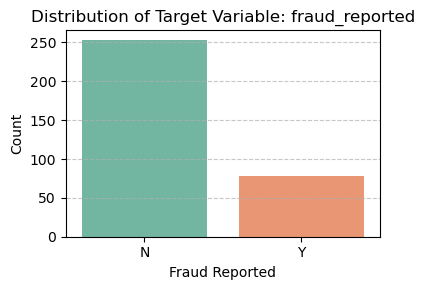 Distribution of Target Variable: fraud_reported
250
200
150
100
50
0
Count
N
Y
Fraud Reported